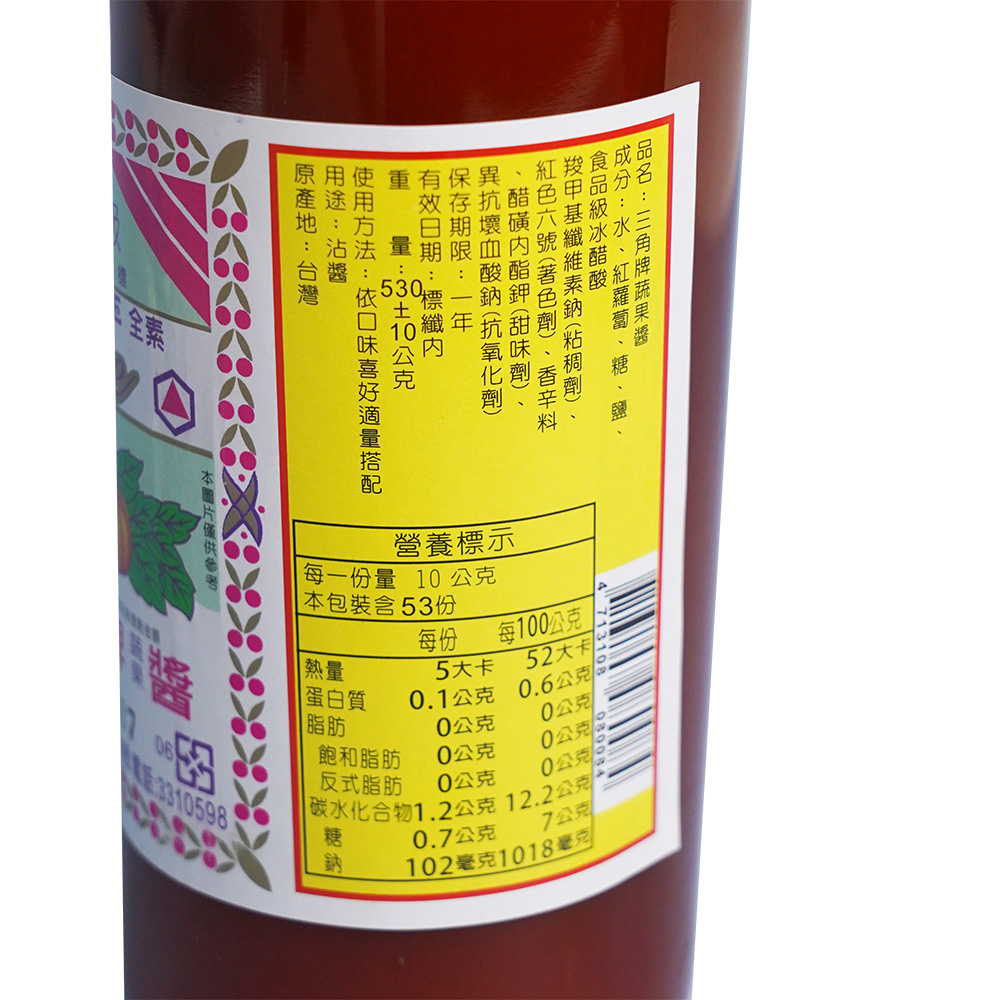 品名：三角牌蔬果醬
成分：水、紅蘿蔔、糖、鹽、
食品級冰醋酸
羧甲基纖維素鈉(粘稠劑)、
紅色六號(著色劑)、香辛料
、醋磺內酯鉀(甜味劑)、
異抗壞血酸鈉(抗氧化劑)
保存期限：一年
有效日期：標纖內
重量：530±10公克
使用方法：依口味喜好適量搭配
用途：沾醬
原產地：台灣
營養標示
每一份量 10 公克
本包裝含 53份
每份 每100公克
熱量 5大卡 52大卡
蛋白質 0.1公克 0.6公克
脂肪 0公克 0公克
飽和脂肪 0公克 0公克
反式脂肪 0公克 0公克
碳水化合物 1.2公克 12.2公克
糖 0.7公克 7公克
鈉 102毫克 1018毫克
4 713108 060084
全素
本圖片僅供參考
蔬果
醬
06
電話:3310598